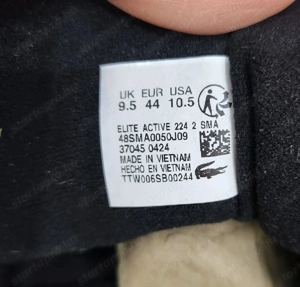 UK EUR USA
9.5 44 10.5
ELITE ACTIVE 224 2 SMA
48SMA0050J09
37045 0424
MADE IN VIETNAM
HECHO EN VIETNAM
TTW006SB00244